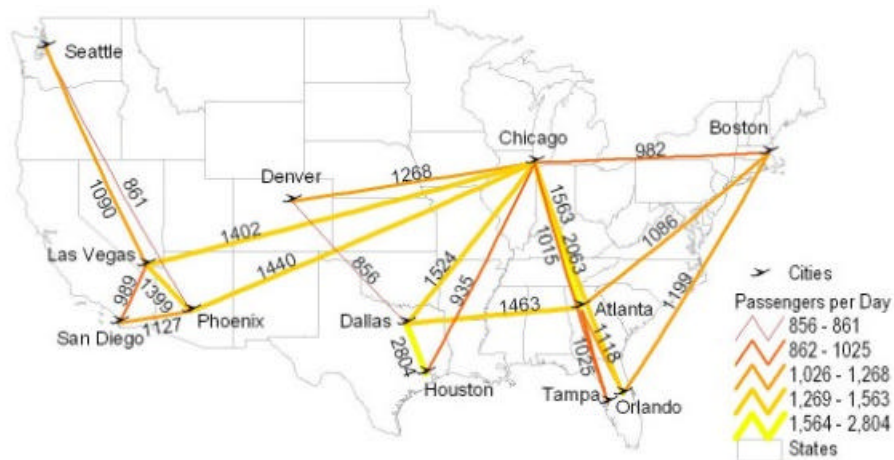 Seattle
Chicago
Boston
982
Denver
1268
1090
861
1563
2063
1015
1086
1402
Las Vegas
856
1524
935
1199
Cities
1440
989
1399
1463
Passengers per Day
San Diego
1127
Phoenix
Dallas
Atlanta
856 - 861
2804
1118
1025
862 - 1025
Houston
Tampa
Orlando
1,026 - 1,268
1,269 - 1,563
1,564 - 2,804
States